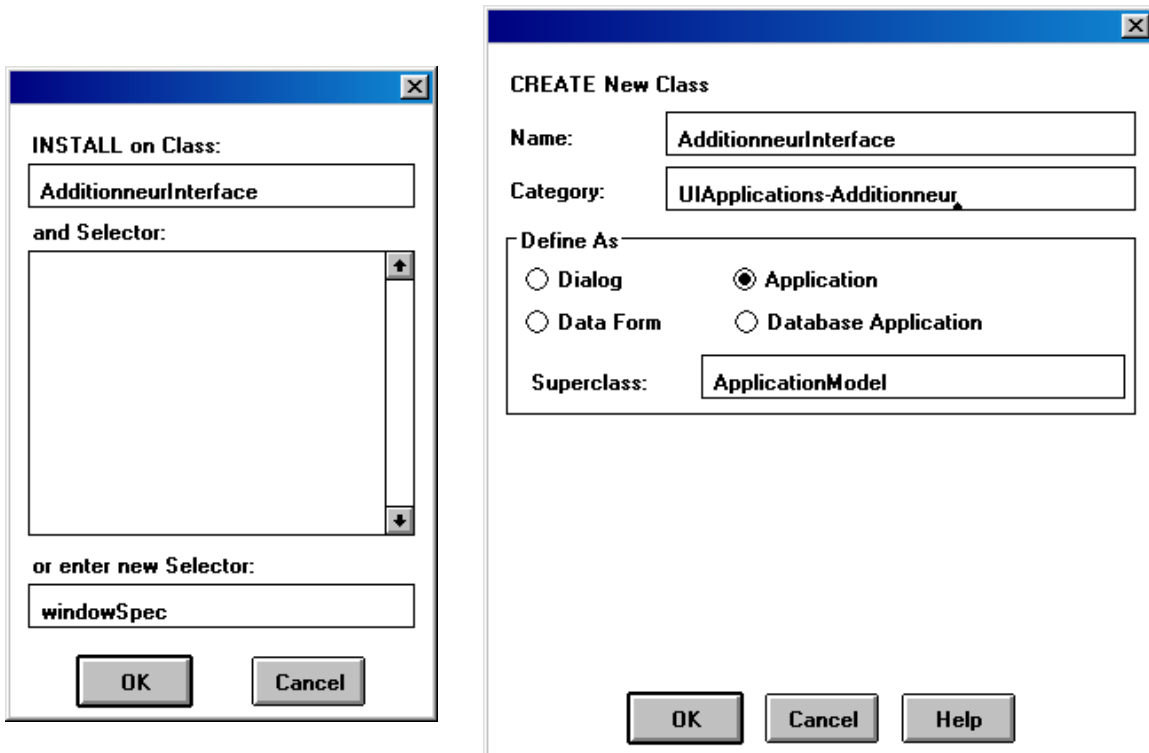 INSTALL on Class:
AdditionneurInterface
and Selector:
or enter new Selector:
windowSpec
OK Cancel
CREATE New Class
Name: AdditionneurInterface
Category: UIApplications-Additionneur
Define As
Dialog Application
Data Form Database Application
Superclass: ApplicationModel
OK Cancel Help